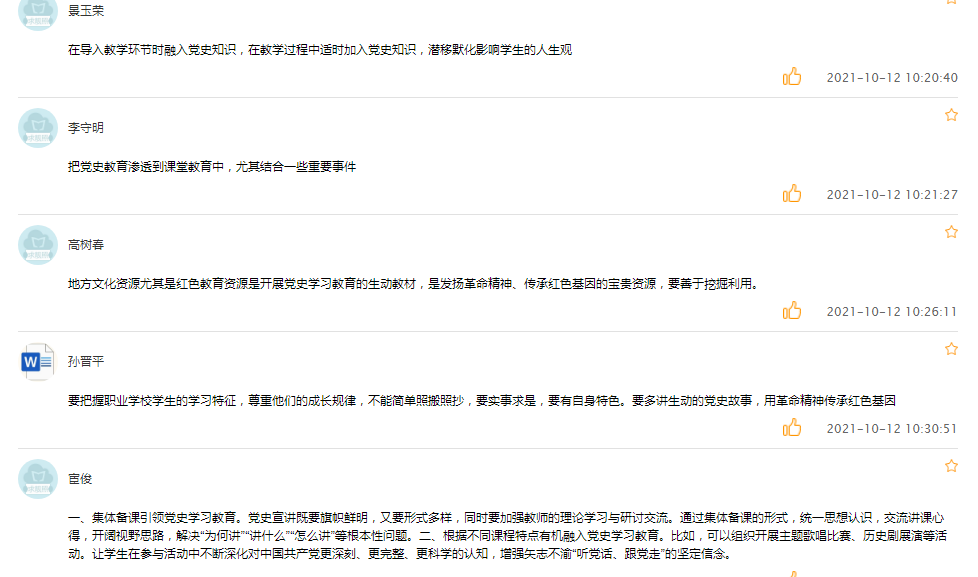 景玉荣
在导入教学环节时融入党史知识，在教学过程中适时加入党史知识，潜移默化影响学生的人生观
2021-10-12 10:20:40
李守明
把党史教育渗透到课堂教育中，尤其结合一些重要事件
2021-10-12 10:21:27
高树春
地方文化资源尤其是红色教育资源是开展党史学习教育的生动教材，是发扬革命精神、传承红色基因的宝贵资源，要善于挖掘利用。
2021-10-12 10:26:11
W
孙晋平
要把握职业学校学生的学习特征，尊重他们的成长规律，不能简单照搬照抄，要实事求是，要有自身特色。要多讲生动的党史故事，用革命精神传承红色基因
2021-10-12 10:30:51
宦俊
一、集体备课引领党史学习教育。党史宣讲既要旗帜鲜明，又要形式多样，同时要加强教师的理论学习与研讨交流。通过集体备课的形式，统一思想认识，交流讲课心
得，开阔视野思路，解决“为何讲”“讲什么”“怎么讲”等根本性问题。二、根据不同课程特点有机融入党史学习教育。比如，可以组织开展主题歌唱比赛、历史剧展演等活
动。让学生在参与活动中不断深化对中国共产党更深刻、更完整、更科学的认知，增强矢志不渝“听党话、跟党走”的坚定信念。